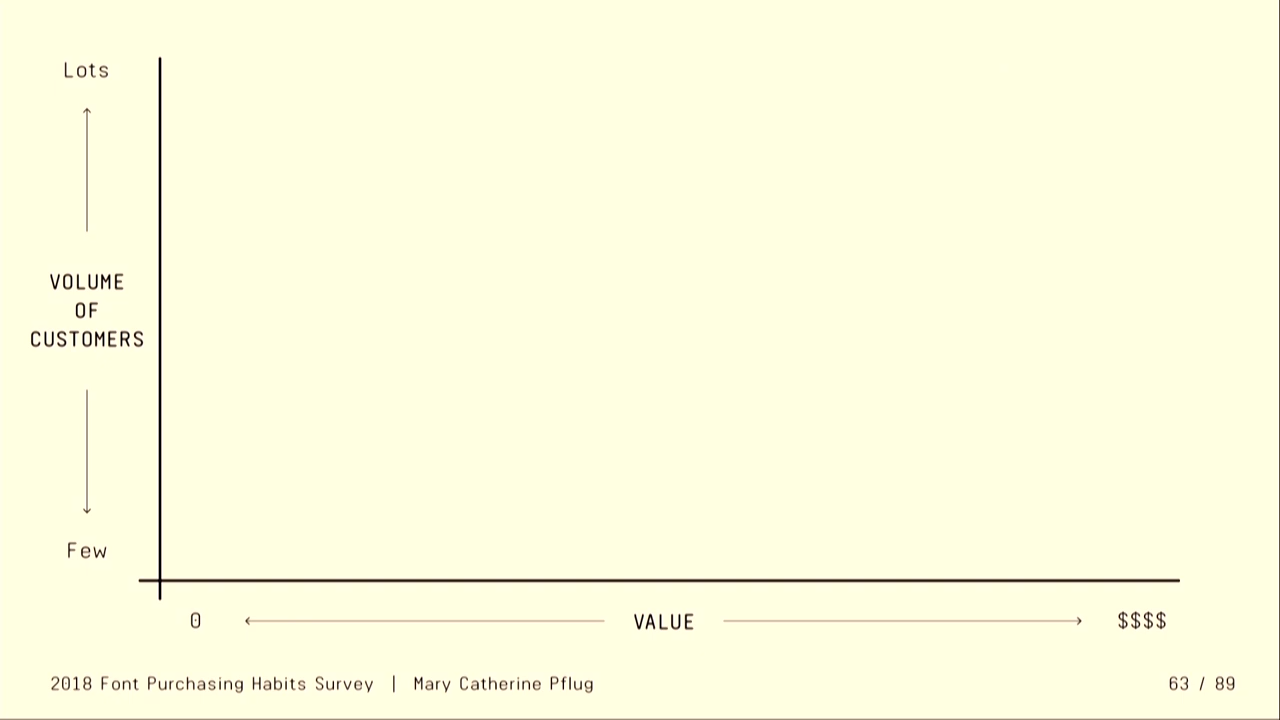 Lots
VOLUME
OF
CUSTOMERS
Few
0
VALUE
$$$$
2018 Font Purchasing Habits Survey | Mary Catherine Pflug
63 / 89